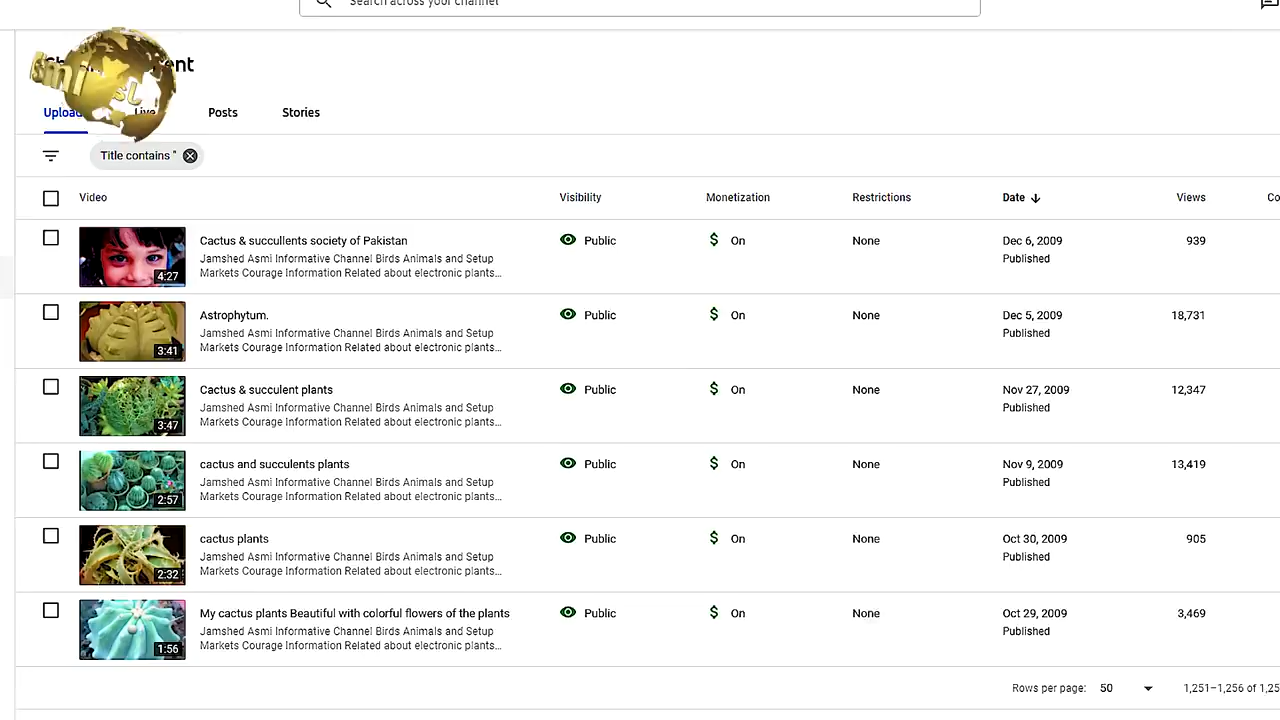 Search across your channel
Posts
Stories
Title contains "
Video
Visibility
Monetization
Restrictions
Date
Views
4:27
Cactus & succullents society of Pakistan
Jamshed Asmi Informative Channel Birds Animals and Setup
Markets Courage Information Related about electronic plants...
Public
$ On
None
Dec 6, 2009
Published
939
3:41
Astrophytum.
Jamshed Asmi Informative Channel Birds Animals and Setup
Markets Courage Information Related about electronic plants...
Public
$ On
None
Dec 5, 2009
Published
18,731
3:47
Cactus & succulent plants
Jamshed Asmi Informative Channel Birds Animals and Setup
Markets Courage Information Related about electronic plants...
Public
$ On
None
Nov 27, 2009
Published
12,347
2:57
cactus and succulents plants
Jamshed Asmi Informative Channel Birds Animals and Setup
Markets Courage Information Related about electronic plants...
Public
$ On
None
Nov 9, 2009
Published
13,419
2:32
cactus plants
Jamshed Asmi Informative Channel Birds Animals and Setup
Markets Courage Information Related about electronic plants...
Public
$ On
None
Oct 30, 2009
Published
905
1:56
My cactus plants Beautiful with colorful flowers of the plants
Jamshed Asmi Informative Channel Birds Animals and Setup
Markets Courage Information Related about electronic plants...
Public
$ On
None
Oct 29, 2009
Published
3,469
Rows per page: 50
1,251–1,256 of